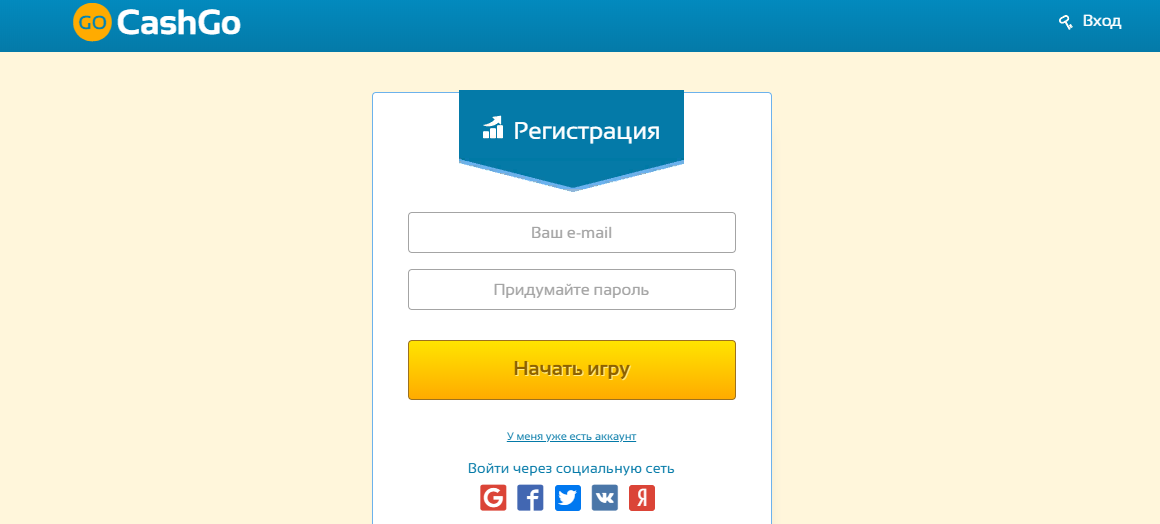 GO CashGo
Вход
Регистрация
Ваш e-mail
Придумайте пароль
Начать игру
У меня уже есть аккаунт
Войти через социальную сеть